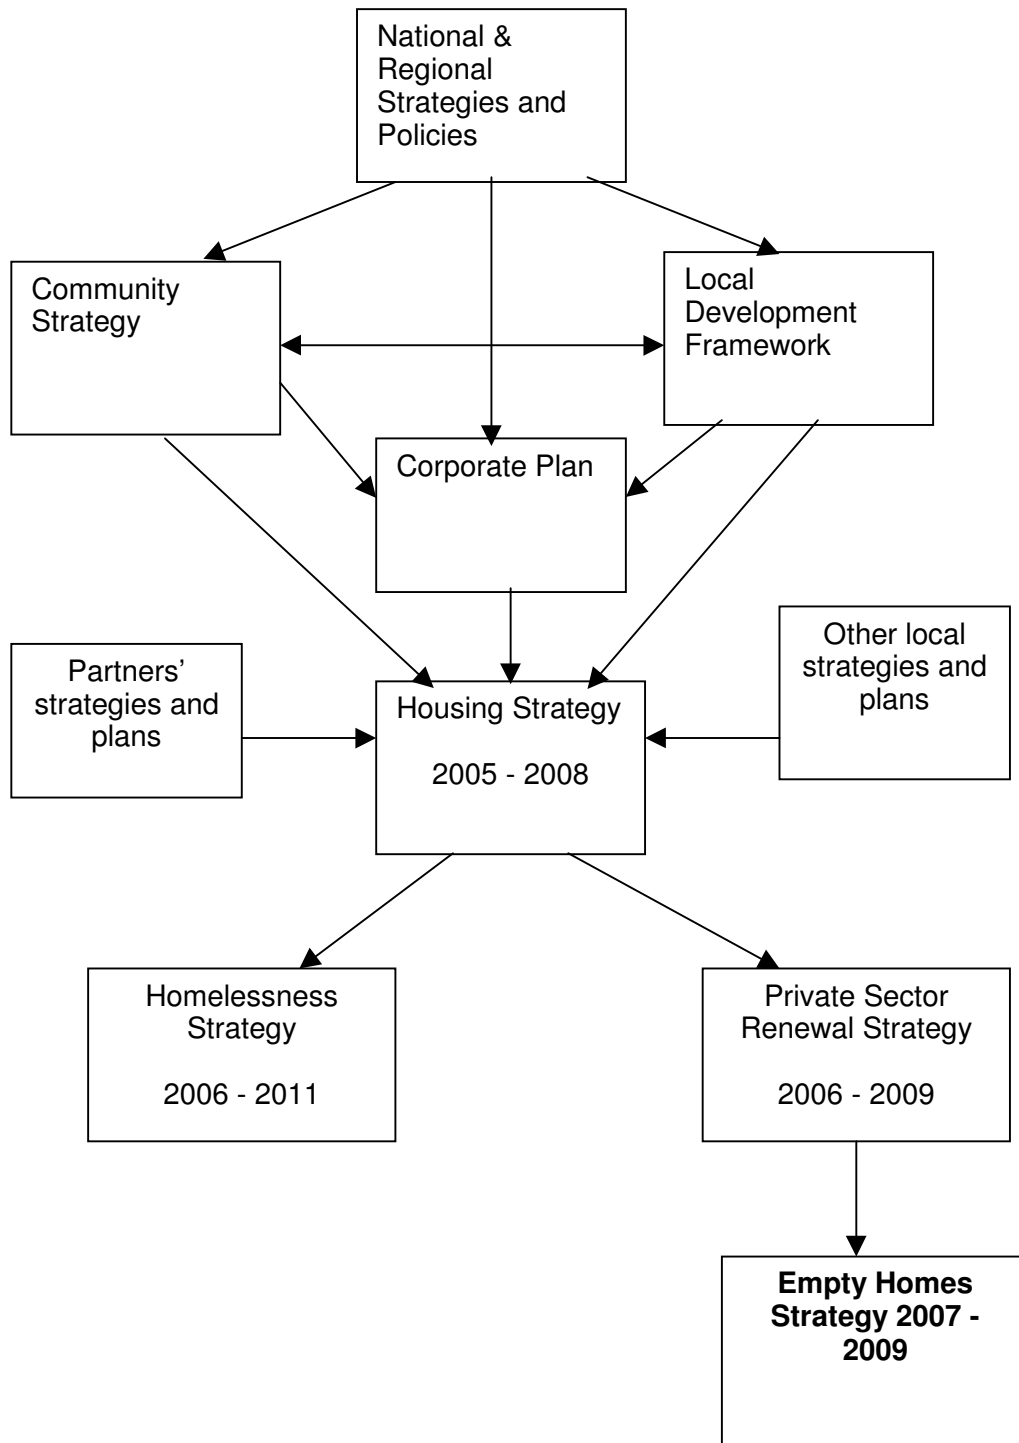 National &
Regional
Strategies and
Policies
Community
Strategy
Local
Development
Framework
Corporate Plan
Partners’
strategies and
plans
Other local
strategies and
plans
Housing Strategy
2005 - 2008
Homelessness
Strategy
2006 - 2011
Private Sector
Renewal Strategy
2006 - 2009
Empty Homes
Strategy 2007 -
2009